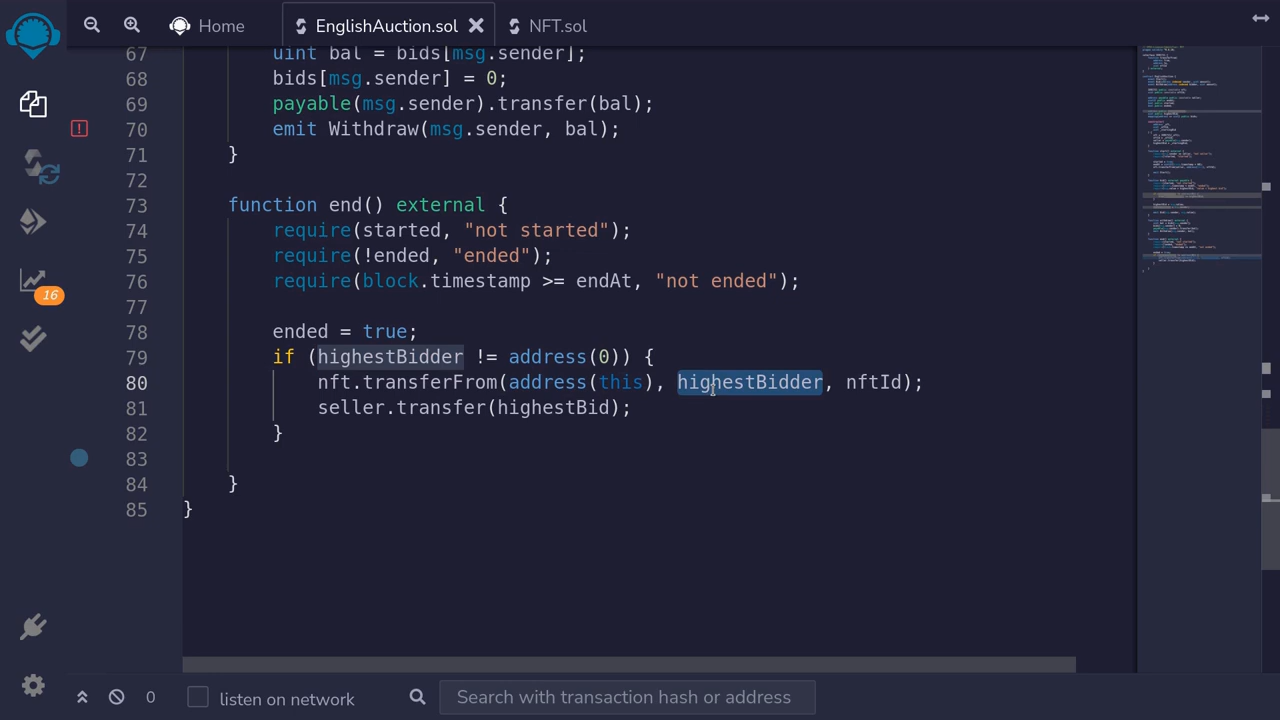 Home
EnglishAuction.sol
NFT.sol
67 uint bal = bids[msg.sender];
68 bids[msg.sender] = 0;
69 payable(msg.sender).transfer(bal);
70 emit Withdraw(msg.sender, bal);
71 }
72
73 function end() external {
74 require(started, "not started");
75 require(!ended, "ended");
76 require(block.timestamp >= endAt, "not ended");
77
78 ended = true;
79 if (highestBidder != address(0)) {
80 nft.transferFrom(address(this), highestBidder, nftId);
81 seller.transfer(highestBid);
82 }
83
84 }
85 }
16
0
listen on network
Search with transaction hash or address